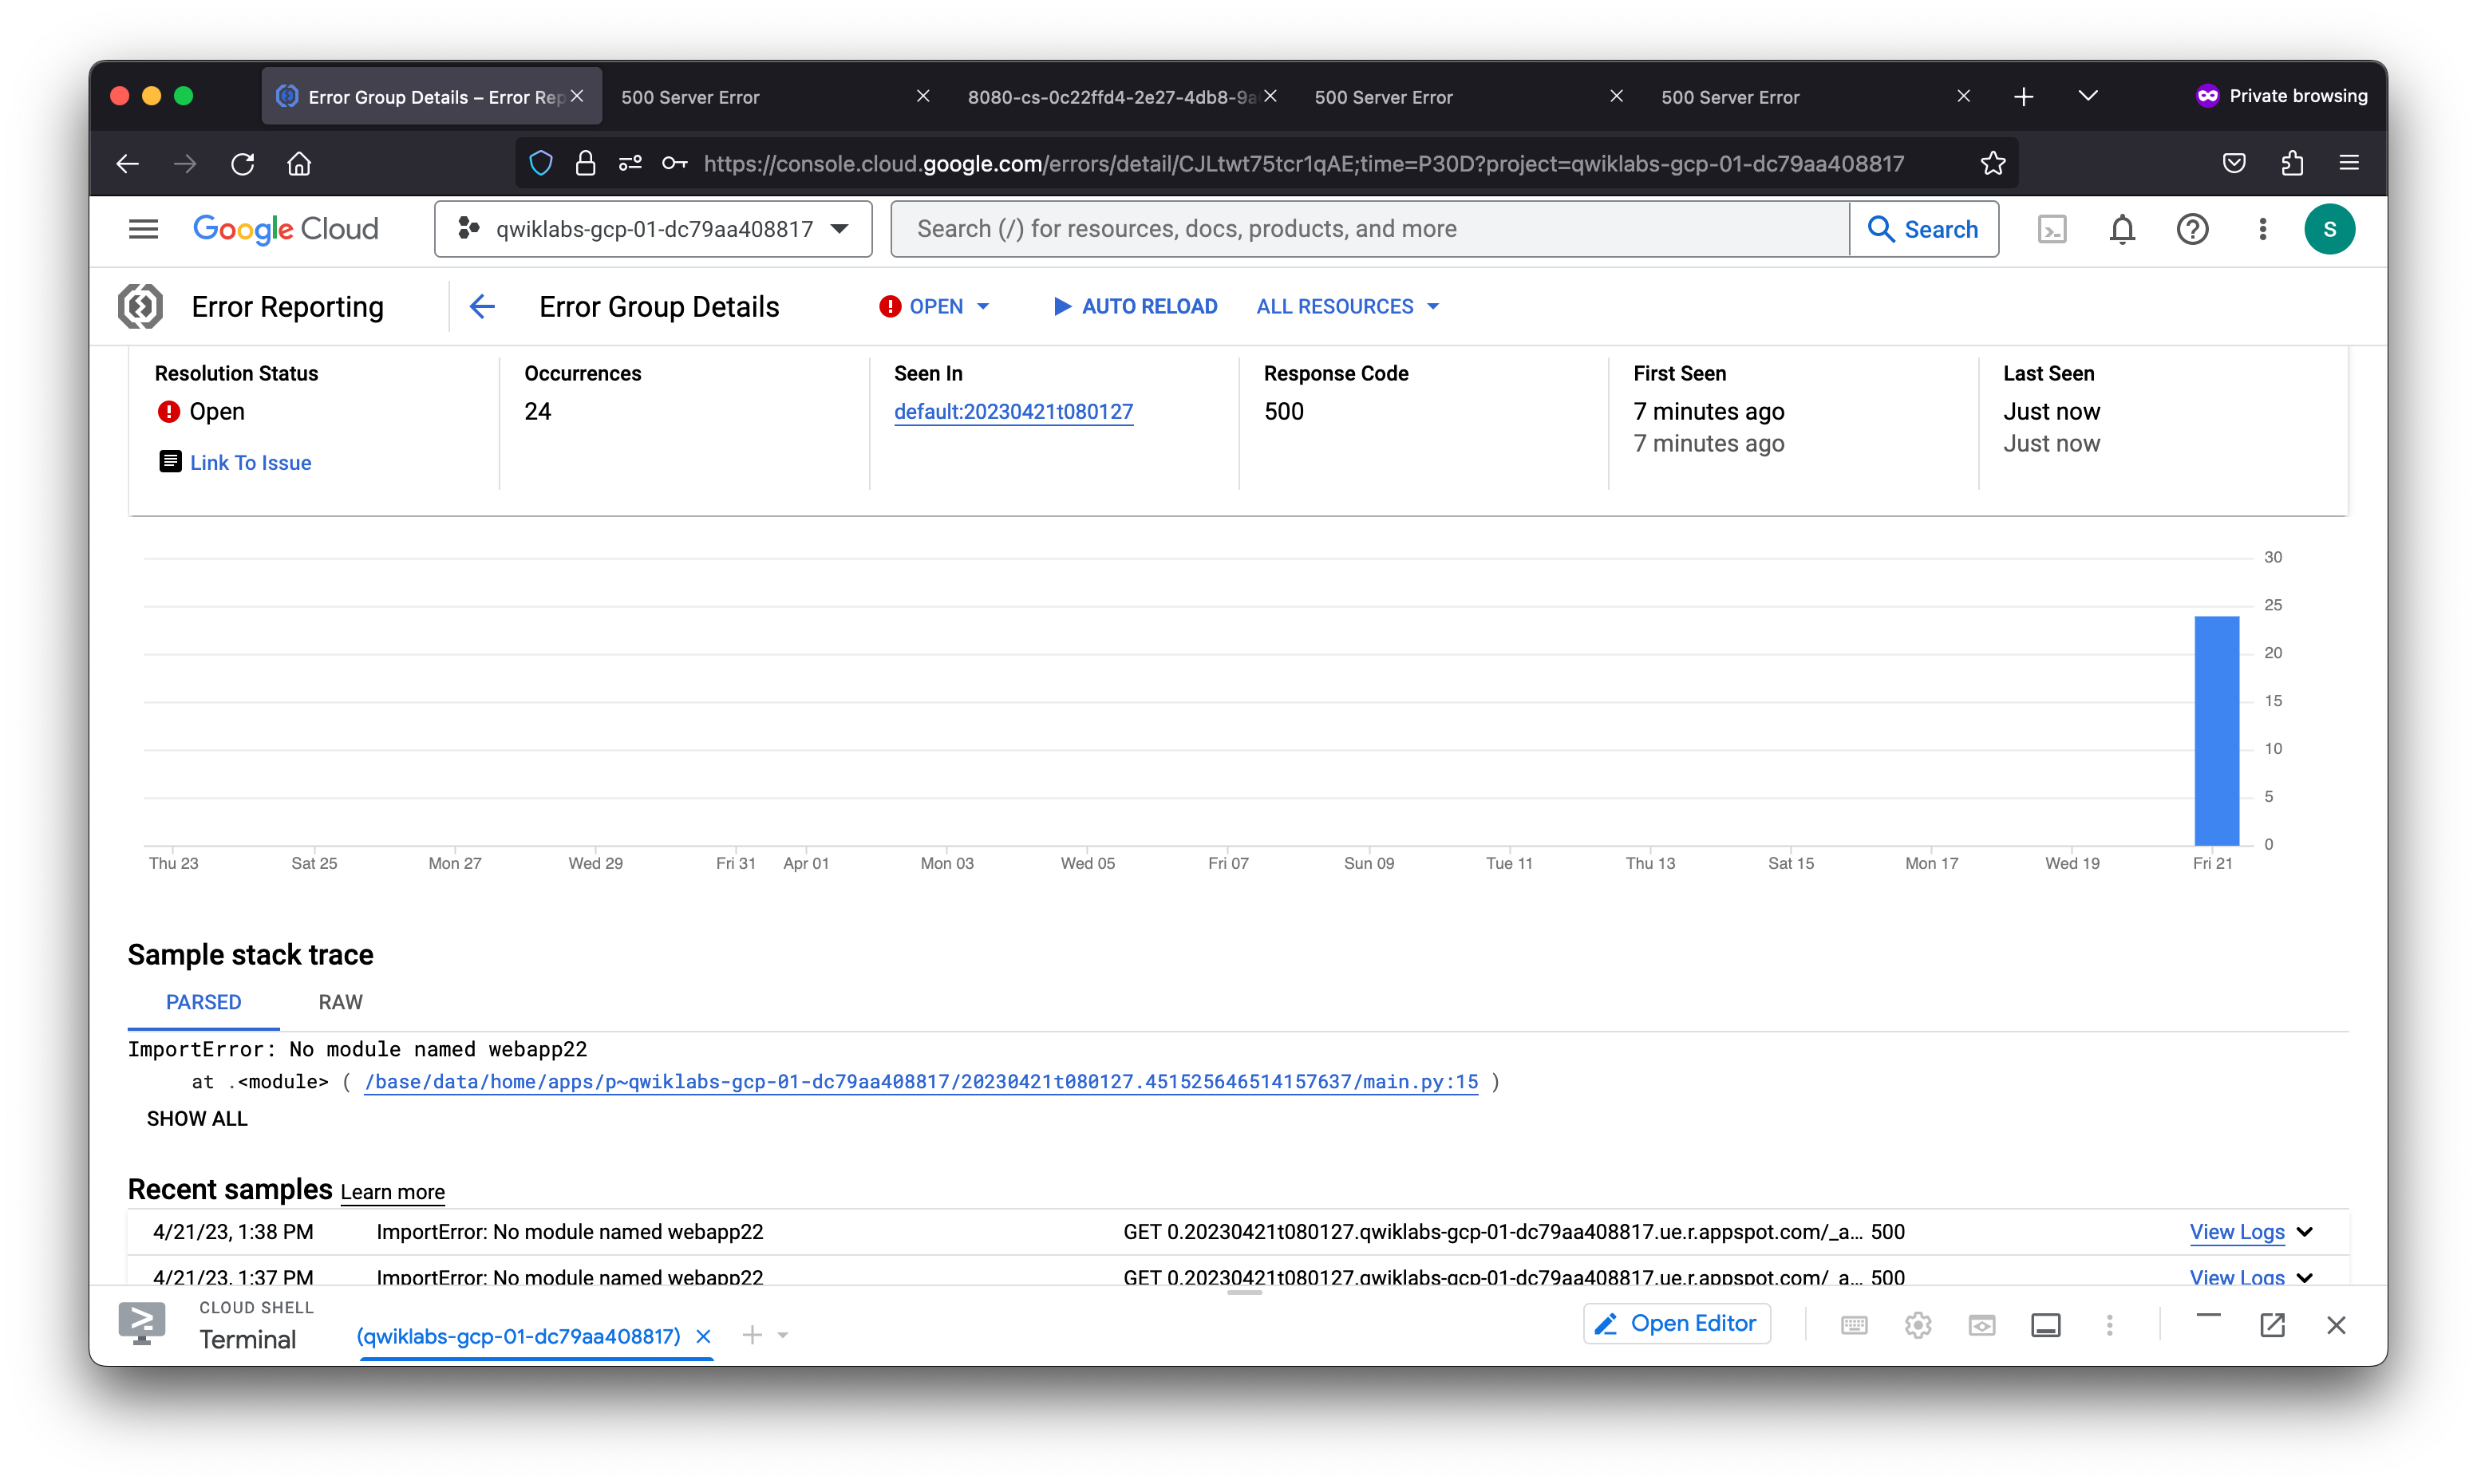 Error Group Details – Error Rep
500 Server Error
8080-cs-0c22ffd4-2e27-4db8-9a
500 Server Error
500 Server Error
Private browsing
https://console.cloud.google.com/errors/detail/CJLtwt75tcr1qAE;time=P30D?project=qwiklabs-gcp-01-dc79aa408817
Google Cloud
qwiklabs-gcp-01-dc79aa408817
Search (/) for resources, docs, products, and more
Search
S
Error Reporting
Error Group Details
OPEN
AUTO RELOAD
ALL RESOURCES
Resolution Status
Open
Link To Issue
Occurrences
24
Seen In
default:20230421t080127
Response Code
500
First Seen
7 minutes ago
7 minutes ago
Last Seen
Just now
Just now
30
25
20
15
10
5
0
Thu 23
Sat 25
Mon 27
Wed 29
Fri 31
Apr 01
Mon 03
Wed 05
Fri 07
Sun 09
Tue 11
Thu 13
Sat 15
Mon 17
Wed 19
Fri 21
Sample stack trace
PARSED
RAW
ImportError: No module named webapp22
at .<module> ( /base/data/home/apps/p~qwiklabs-gcp-01-dc79aa408817/20230421t080127.451525646514157637/main.py:15 )
SHOW ALL
Recent samples Learn more
4/21/23, 1:38 PM ImportError: No module named webapp22 GET 0.20230421t080127.qwiklabs-gcp-01-dc79aa408817.ue.r.appspot.com/_a... 500 View Logs
4/21/23, 1:37 PM ImportError: No module named webapp22 GET 0.20230421t080127.qwiklabs-gcp-01-dc79aa408817.ue.r.appspot.com/_a... 500 View Logs
CLOUD SHELL
Terminal
(qwiklabs-gcp-01-dc79aa408817)
Open Editor